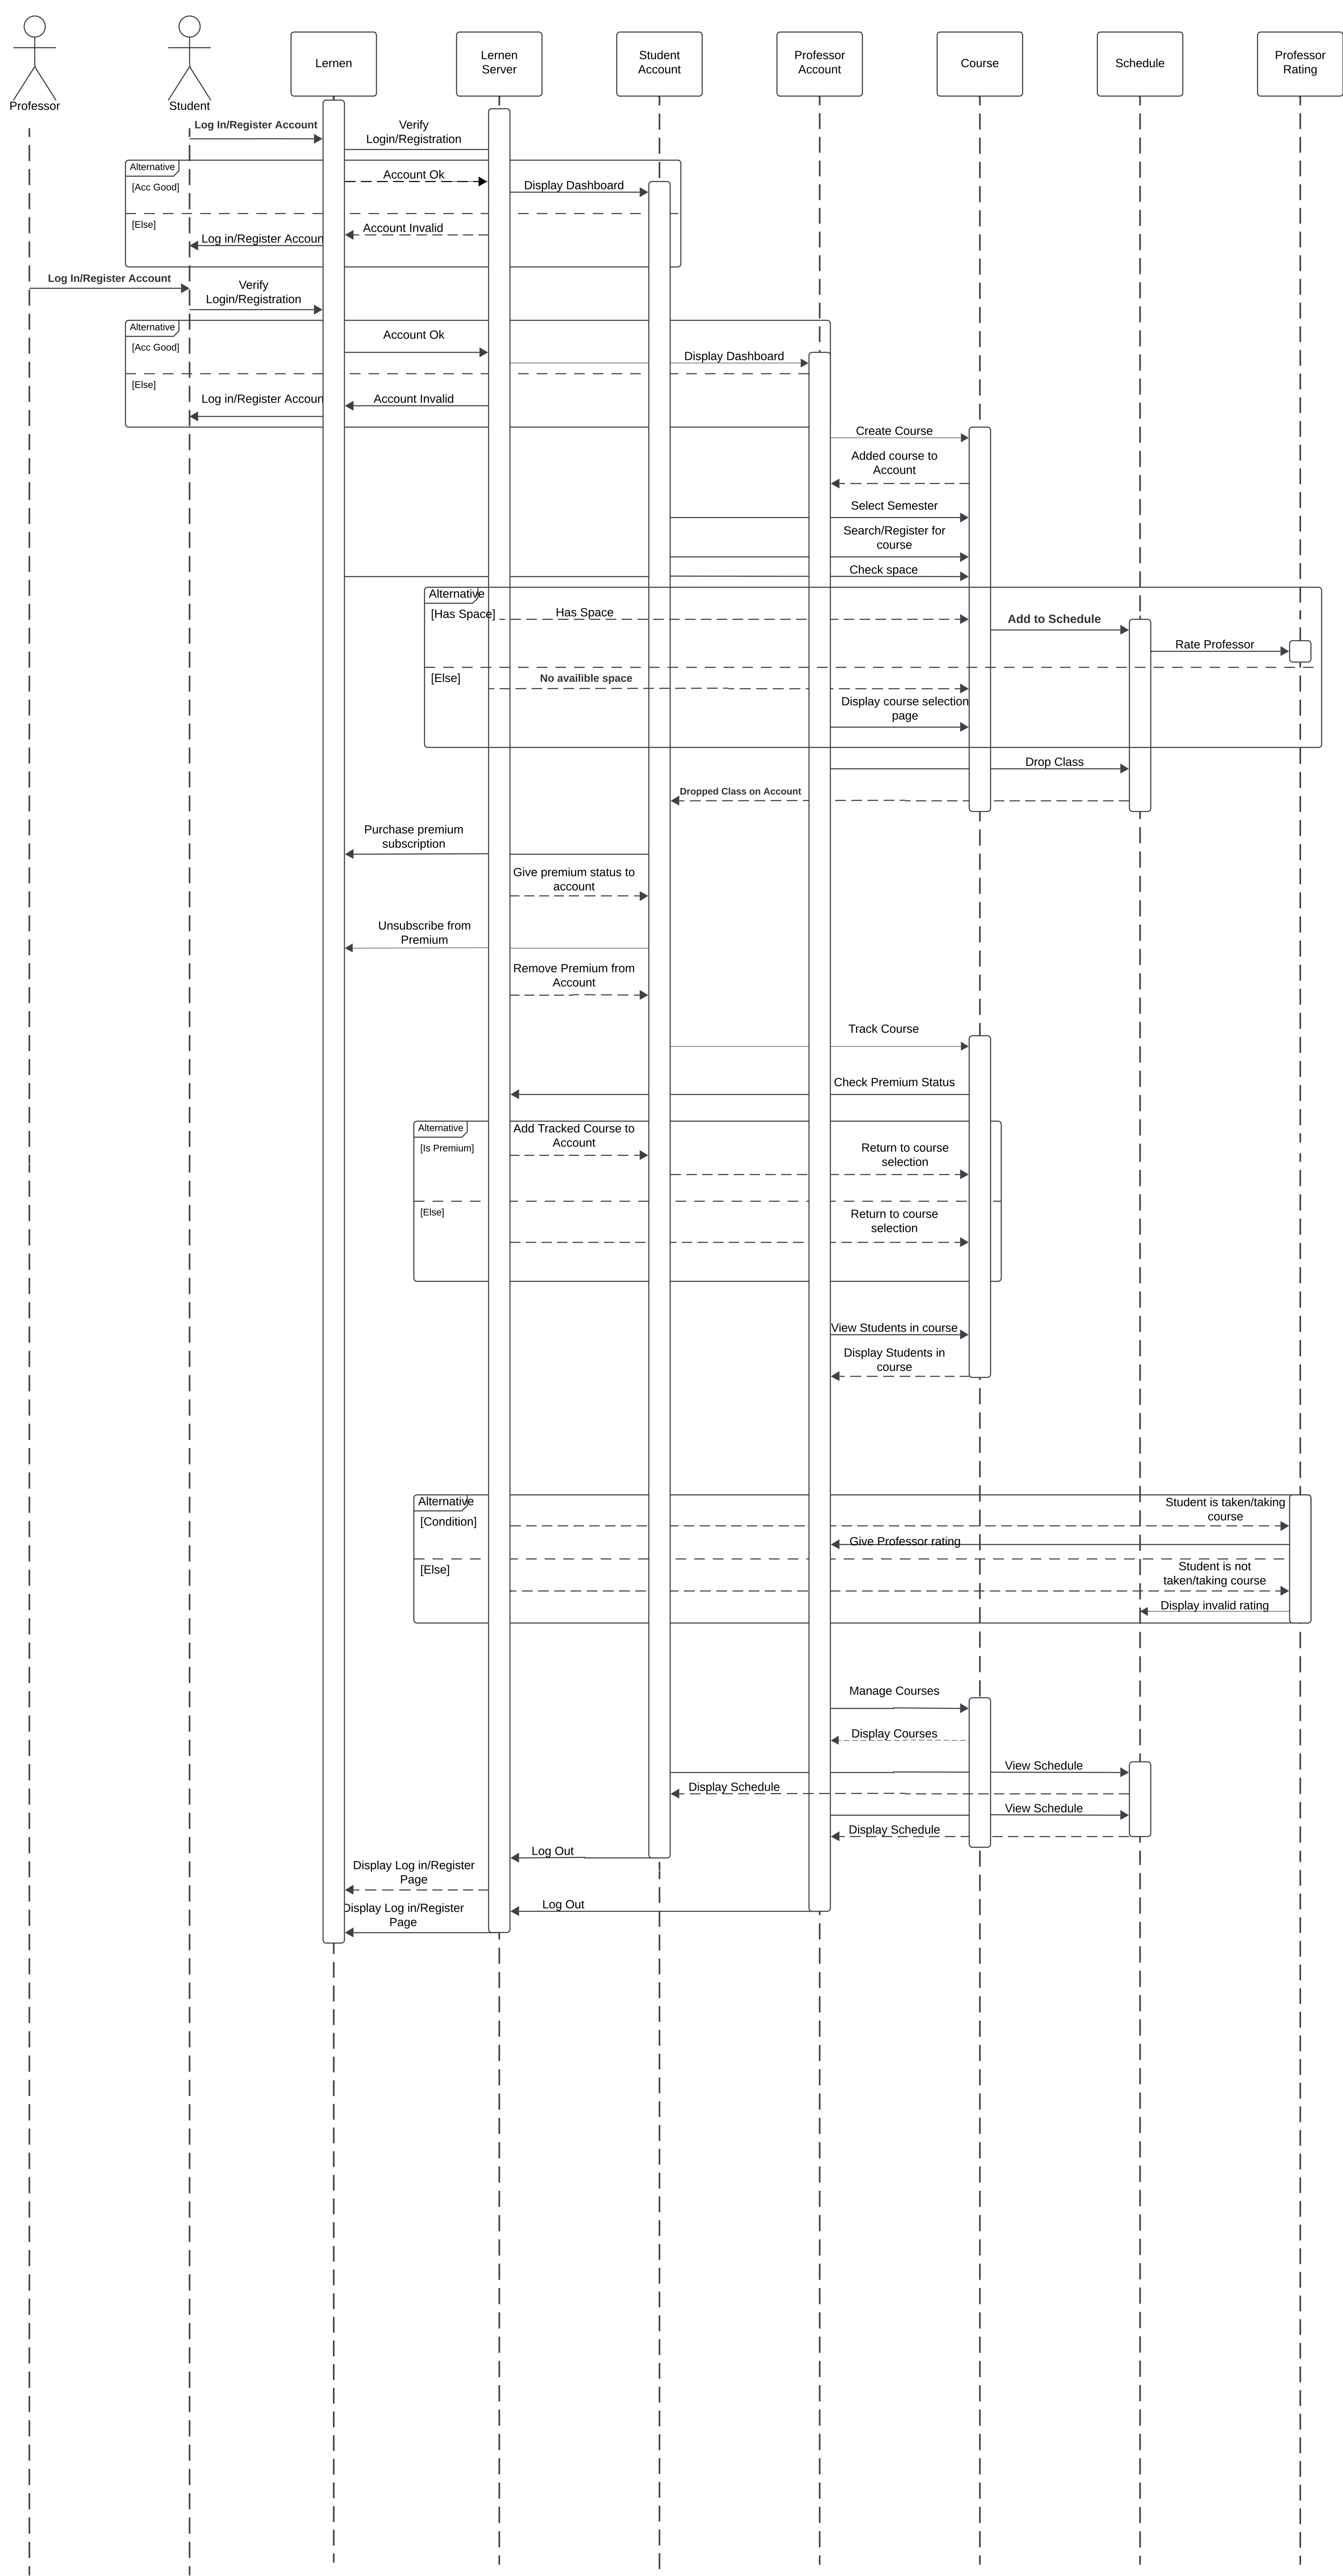 Professor
Student
Lernen
Lernen
Server
Student
Account
Professor
Account
Course
Schedule
Professor
Rating
Log In/Register Account
Verify
Login/Registration
Alternative
[Acc Good]
Account Ok
Display Dashboard
[Else]
Account Invalid
Log in/Register Accoun
Log In/Register Account
Verify
Login/Registration
Alternative
[Acc Good]
Account Ok
Display Dashboard
[Else]
Log in/Register Accoun
Account Invalid
Create Course
Added course to
Account
Select Semester
Search/Register for
course
Check space
Alternative
[Has Space]
Has Space
Add to Schedule
Rate Professor
[Else]
No availible space
Display course selection
page
Drop Class
Dropped Class on Account
Purchase premium
subscription
Give premium status to
account
Unsubscribe from
Premium
Remove Premium from
Account
Track Course
Check Premium Status
Alternative
[Is Premium]
Add Tracked Course to
Account
Return to course
selection
[Else]
Return to course
selection
View Students in course
Display Students in
course
Alternative
[Condition]
Student is taken/taking
course
Give Professor rating
[Else]
Student is not
taken/taking course
Display invalid rating
Manage Courses
Display Courses
View Schedule
Display Schedule
View Schedule
Display Schedule
Log Out
Display Log in/Register
Page
Log Out
Display Log in/Register
Page